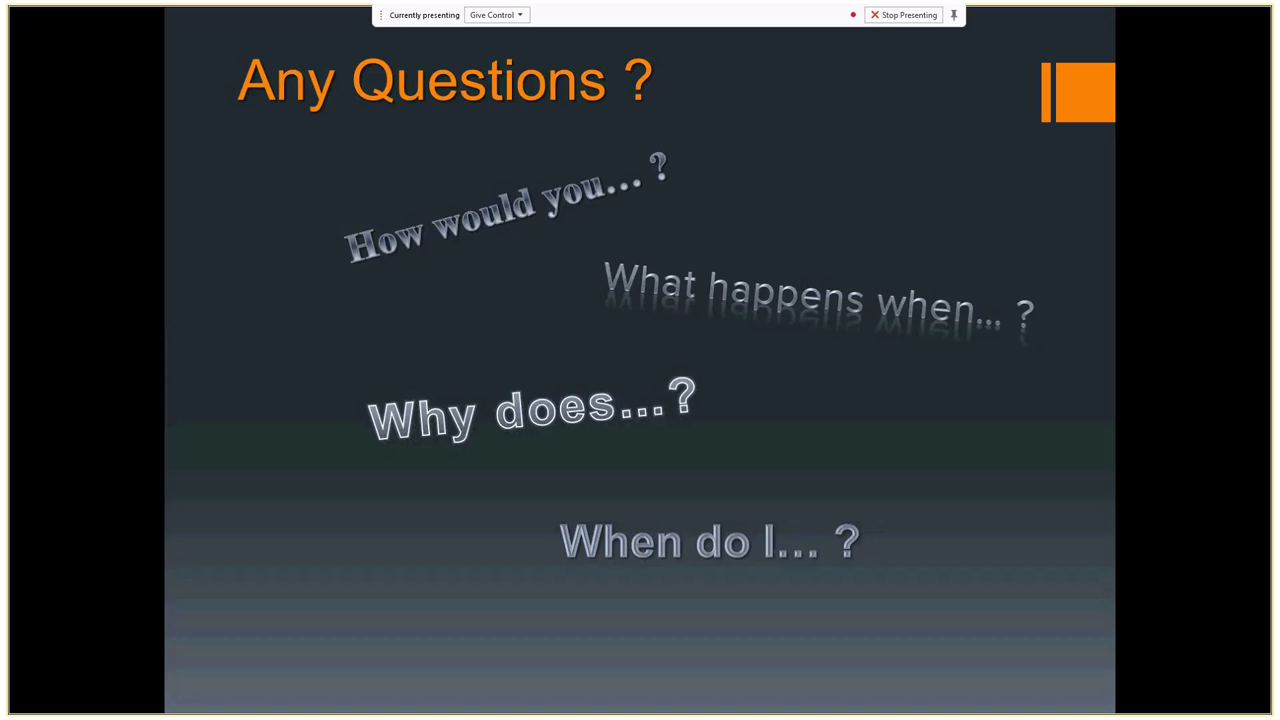 Currently presenting Give Control Stop Presenting
Any Questions ?
How would you... ?
What happens when... ?
Why does...?
When do I... ?